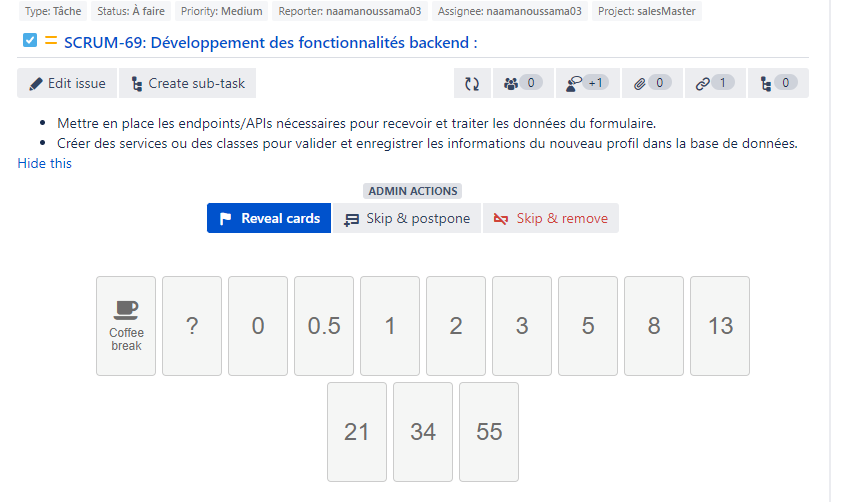 Type: Tâche Status: À faire Priority: Medium Reporter: naamanoussama03 Assignee: naamanoussama03 Project: salesMaster
SCRUM-69: Développement des fonctionnalités backend :
Edit issue Create sub-task 0 +1 0 1 0
Mettre en place les endpoints/APIs nécessaires pour recevoir et traiter les données du formulaire.
Créer des services ou des classes pour valider et enregistrer les informations du nouveau profil dans la base de données.
Hide this
ADMIN ACTIONS
Reveal cards Skip & postpone Skip & remove
Coffee
break
? 0 0.5 1 2 3 5 8 13
21 34 55